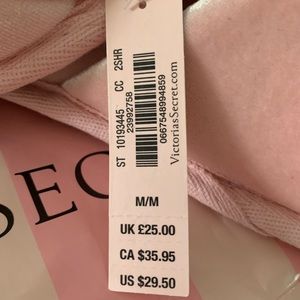 ST 10193445 CC 2SHR
23992758
0667548994859
VictoriasSecret.com
M/M
UK £25.00
CA $35.95
US $29.50
SEC